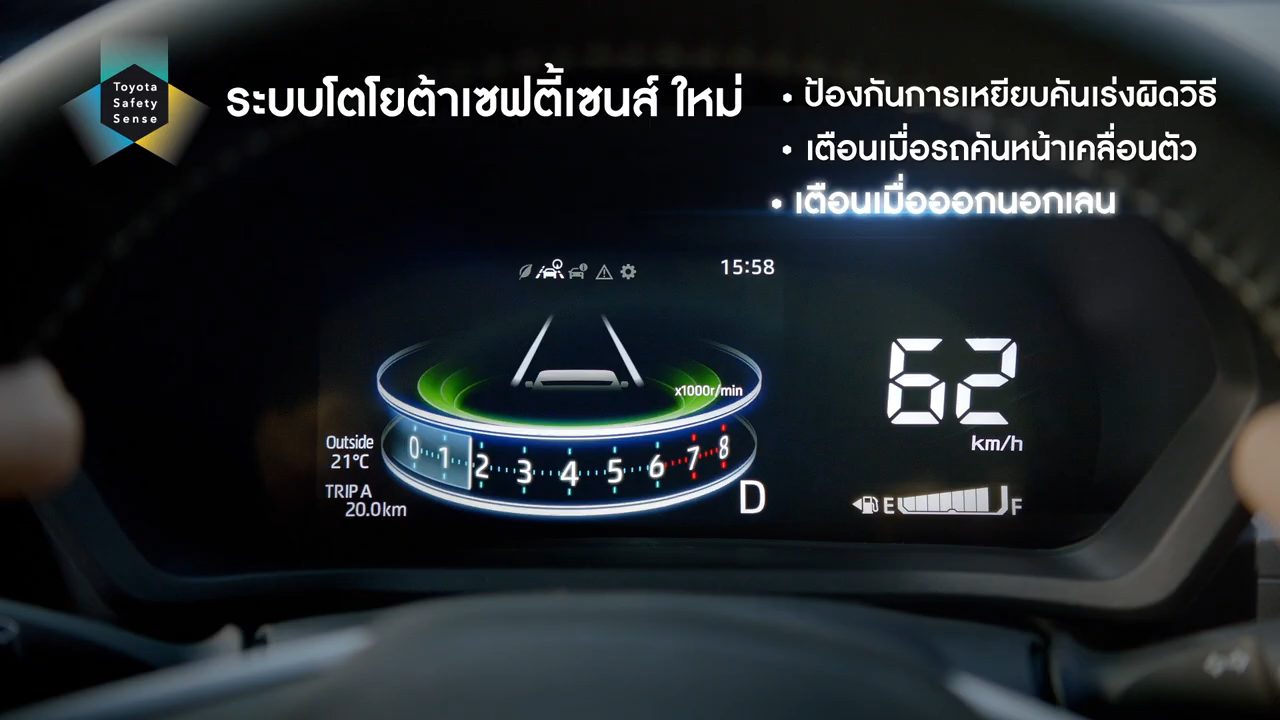 Toyota
Safety
Sense
ระบบโตโยต้าเซฟตี้เซนส์ ใหม่
• ป้องกันการเหยียบคันเร่งผิดวิธี
• เตือนเมื่อรถคันหน้าเคลื่อนตัว
• เตือนเมื่อออกนอกเลน
15:58
x1000r/min
62
km/h
Outside
21°C
0 1 2 3 4 5 6 7 8
TRIP A
20.0km
D
E F